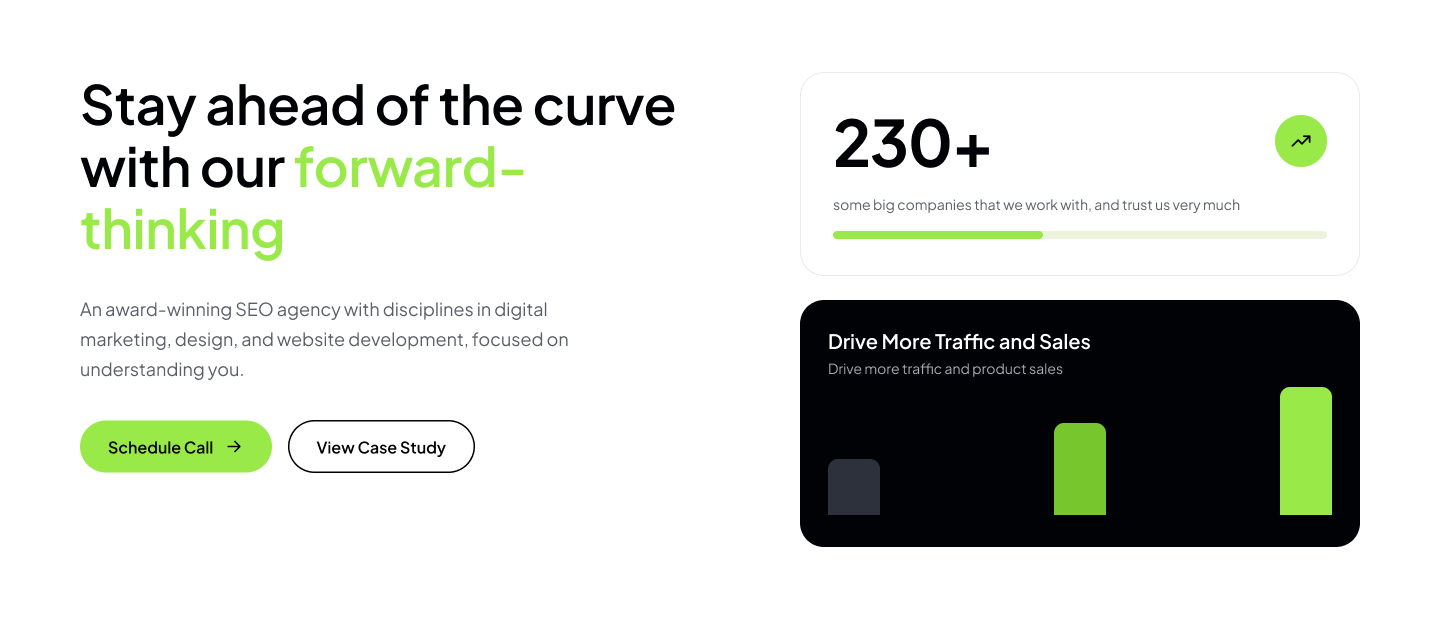 Stay ahead of the curve
with our forward-
thinking
An award-winning SEO agency with disciplines in digital
marketing, design, and website development, focused on
understanding you.
Schedule Call
View Case Study
230+
some big companies that we work with, and trust us very much
Drive More Traffic and Sales
Drive more traffic and product sales